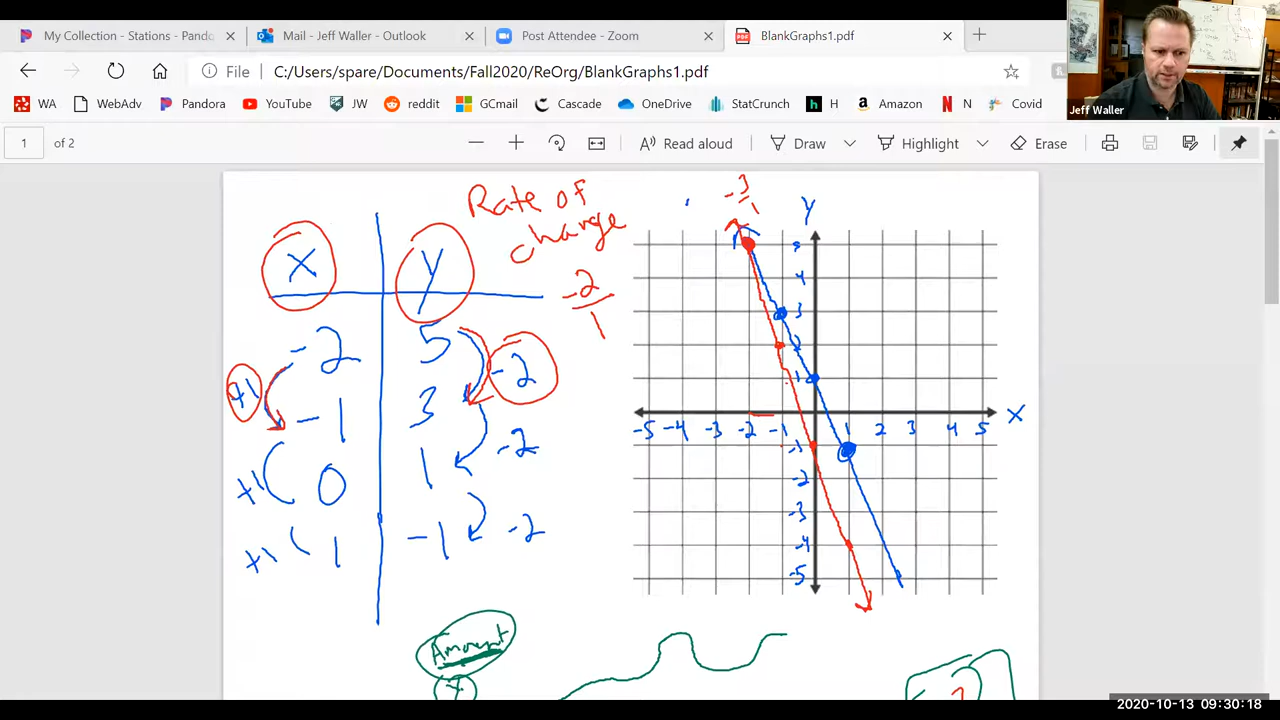 My Collection - Stations - Pando
Mail - Jeff Waller - Outlook
Post Attendee - Zoom
BlankGraphs1.pdf
File
C:/Users/spare/Documents/Fall2020/ReOrg/BlankGraphs1.pdf
WA WebAdv Pandora YouTube JW reddit GCmail Cascade OneDrive StatCrunch H Amazon N Covid
Jeff Waller
1 of 2
Read aloud Draw Highlight Erase
Rate of
change
-2/1
X Y
-2 5
+1 -2
-1 3
-2
+1 0 1
-2
+1 1 -1
-3/1
Y
5
4
3
2
1
-5 -4 -3 -2 -1 1 2 3 4 5 X
-1
-2
-3
-4
-5
Amount
2020-10-13 09:30:18